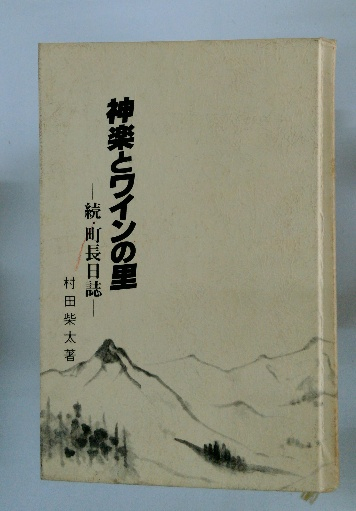 神楽とワインの里
―続・町長日誌―
村田柴太著